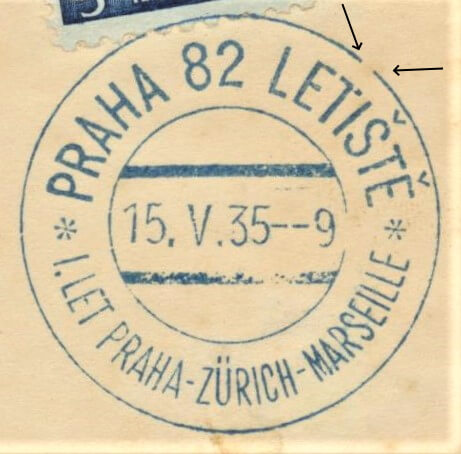 PRAHA 82 LETIŠTĚ
15. V. 35--9
* I. LET PRAHA-ZÜRICH-MARSEILLE *